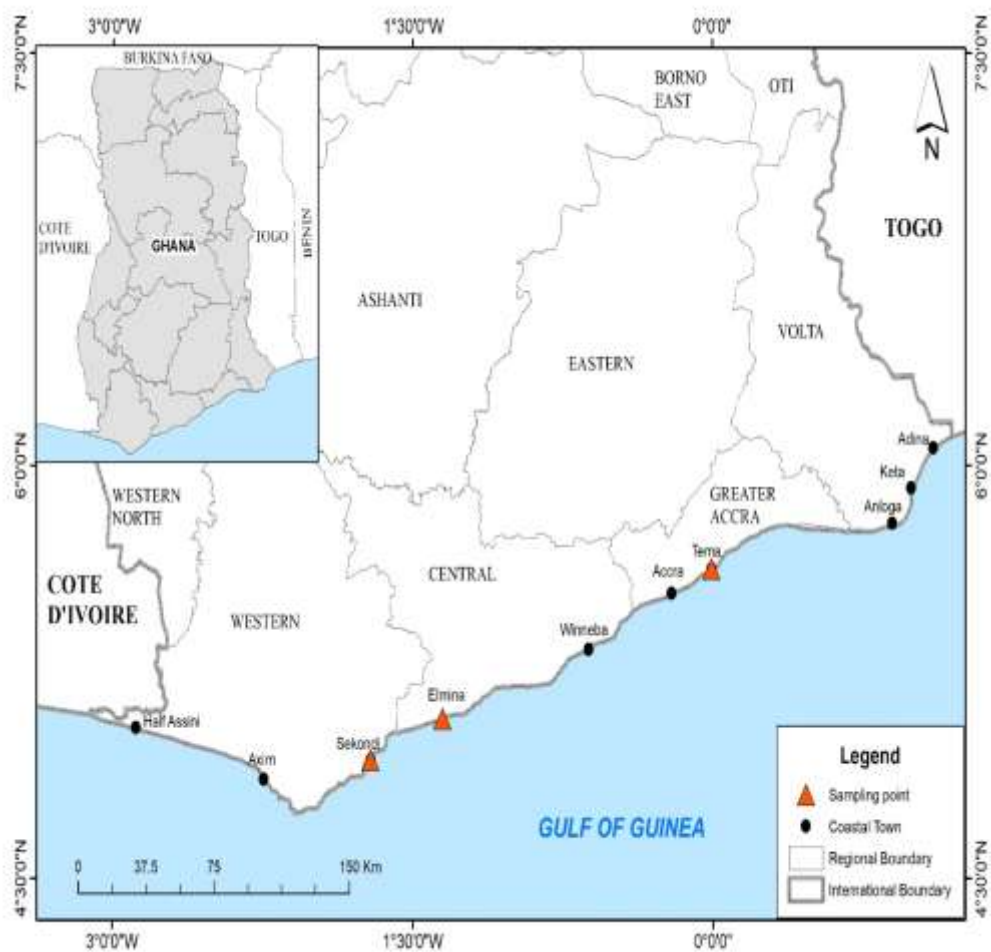 3°0'0"W
1°30'0"W
0°0'0"
7°30'0"N
7°30'0"N
BURKINA FASO
COTE
D'IVOIRE
GHANA
TOGO
BENIN
BORNO
EAST
OTI
N
TOGO
ASHANTI
VOLTA
EASTERN
6°0'0"N
6°0'0"N
Adina
Keta
Anloga
WESTERN
NORTH
GREATER
ACCRA
Tema
Accra
CENTRAL
COTE
D'IVOIRE
WESTERN
Winneba
Elmina
Half Assini
Sekondi
Axim
GULF OF GUINEA
Legend
Sampling point
Coastal Town
Regional Boundary
International Boundary
0 37.5 75 150 Km
4°30'0"N
4°30'0"N
3°0'0"W
1°30'0"W
0°0'0"